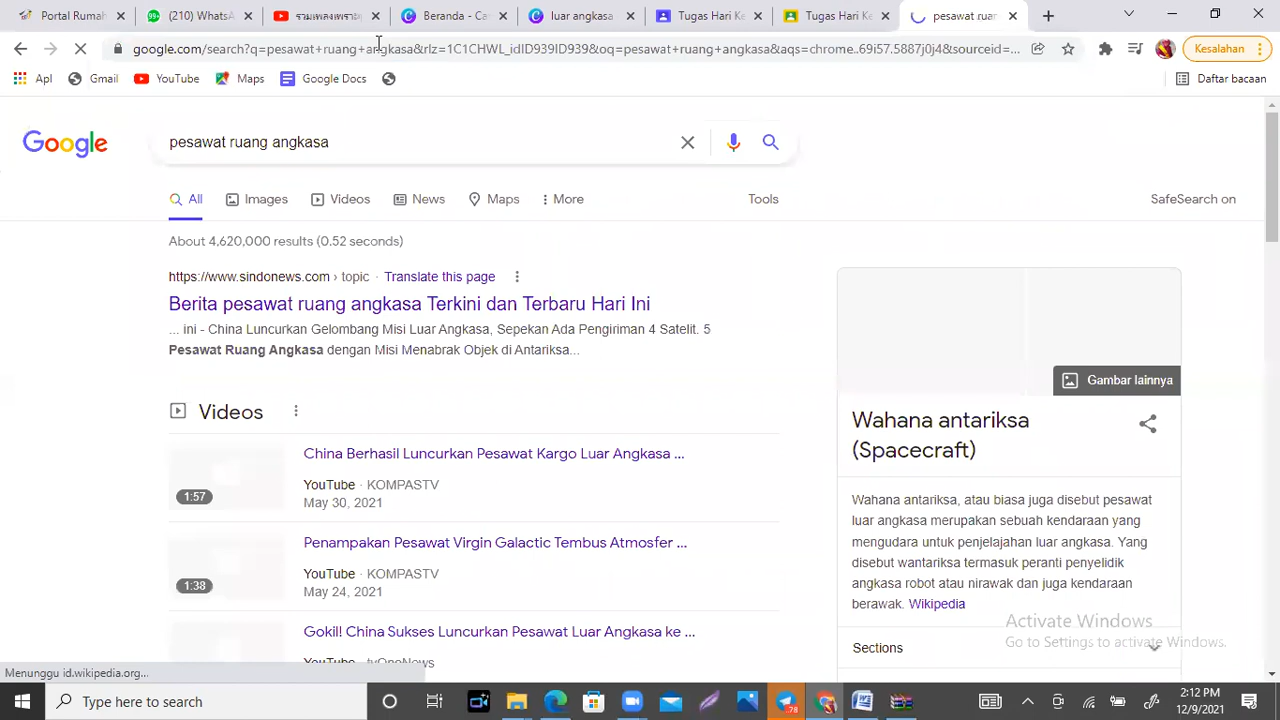 Portal Rum
(210) WhatsA
Beranda - Ca
luar angkasa
Tugas Hari Ke
Tugas Hari Ke
pesawat ruan
google.com/search?q=pesawat+ruang+angkasa&rlz=1C1CHWL_idID939ID939&oq=pesawat+ruang+angkasa&aqs=chrome..69i57.5887j0j4&sourceid=...
Kesalahan
Apl
Gmail
YouTube
Maps
Google Docs
Daftar bacaan
Google
pesawat ruang angkasa
All
Images
Videos
News
Maps
More
Tools
SafeSearch on
About 4,620,000 results (0.52 seconds)
https://www.sindonews.com › topic · Translate this page
Berita pesawat ruang angkasa Terkini dan Terbaru Hari Ini
... ini - China Luncurkan Gelombang Misi Luar Angkasa, Sepekan Ada Pengiriman 4 Satelit. 5
Pesawat Ruang Angkasa dengan Misi Menabrak Objek di Antariksa...
Videos
China Berhasil Luncurkan Pesawat Kargo Luar Angkasa ...
YouTube · KOMPASTV
1:57
May 30, 2021
Penampakan Pesawat Virgin Galactic Tembus Atmosfer ...
YouTube · KOMPASTV
1:38
May 24, 2021
Gokil! China Sukses Luncurkan Pesawat Luar Angkasa ke ...
YouTube · tvOneNews
Gambar lainnya
Wahana antariksa
(Spacecraft)
Wahana antariksa, atau biasa juga disebut pesawat
luar angkasa merupakan sebuah kendaraan yang
mengudara untuk penjelajahan luar angkasa. Yang
disebut wantariksa termasuk peranti penyelidik
angkasa robot atau nirawak dan juga kendaraan
berawak. Wikipedia
Sections
Activate Windows
Go to Settings to activate Windows.
Menunggu id.wikipedia.org...
Type here to search
78
2:12 PM
12/9/2021